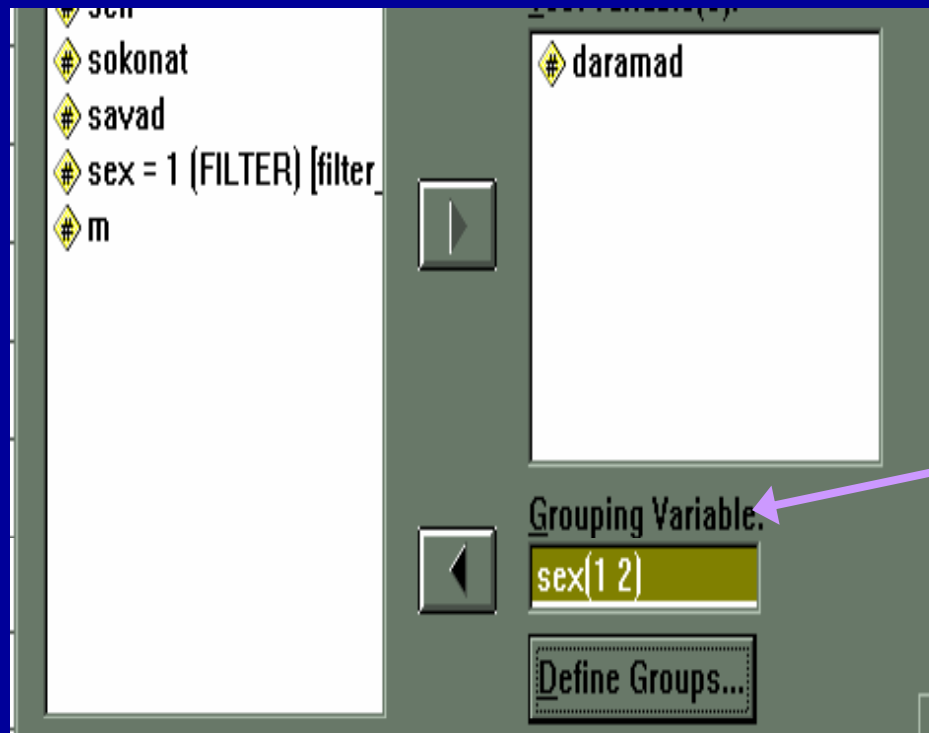 sokonat
savad
sex = 1 (FILTER) [filter_
m
daramad
Grouping Variable:
sex(1 2)
Define Groups...